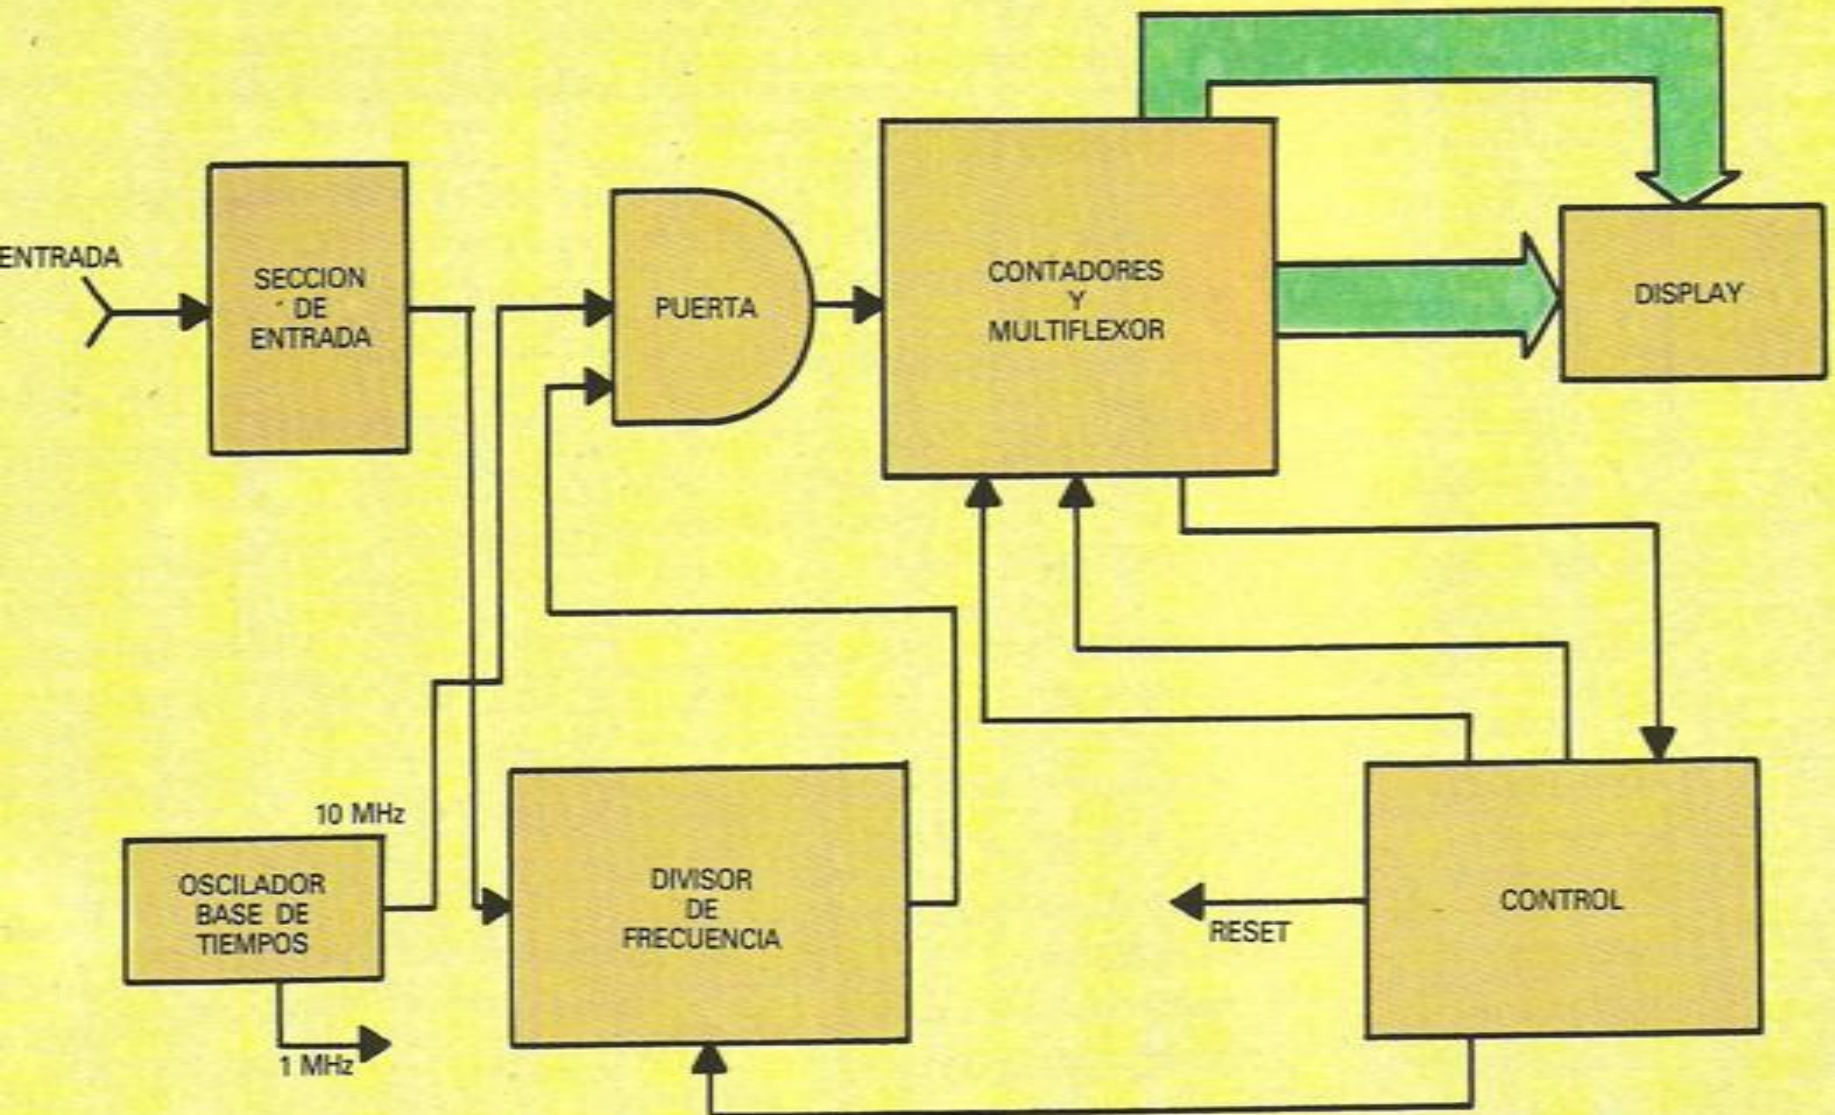 ENTRADA
SECCION
DE
ENTRADA
PUERTA
CONTADORES
Y
MULTIFLEXOR
DISPLAY
10 MHz
OSCILADOR
BASE DE
TIEMPOS
1 MHz
DIVISOR
DE
FRECUENCIA
RESET
CONTROL